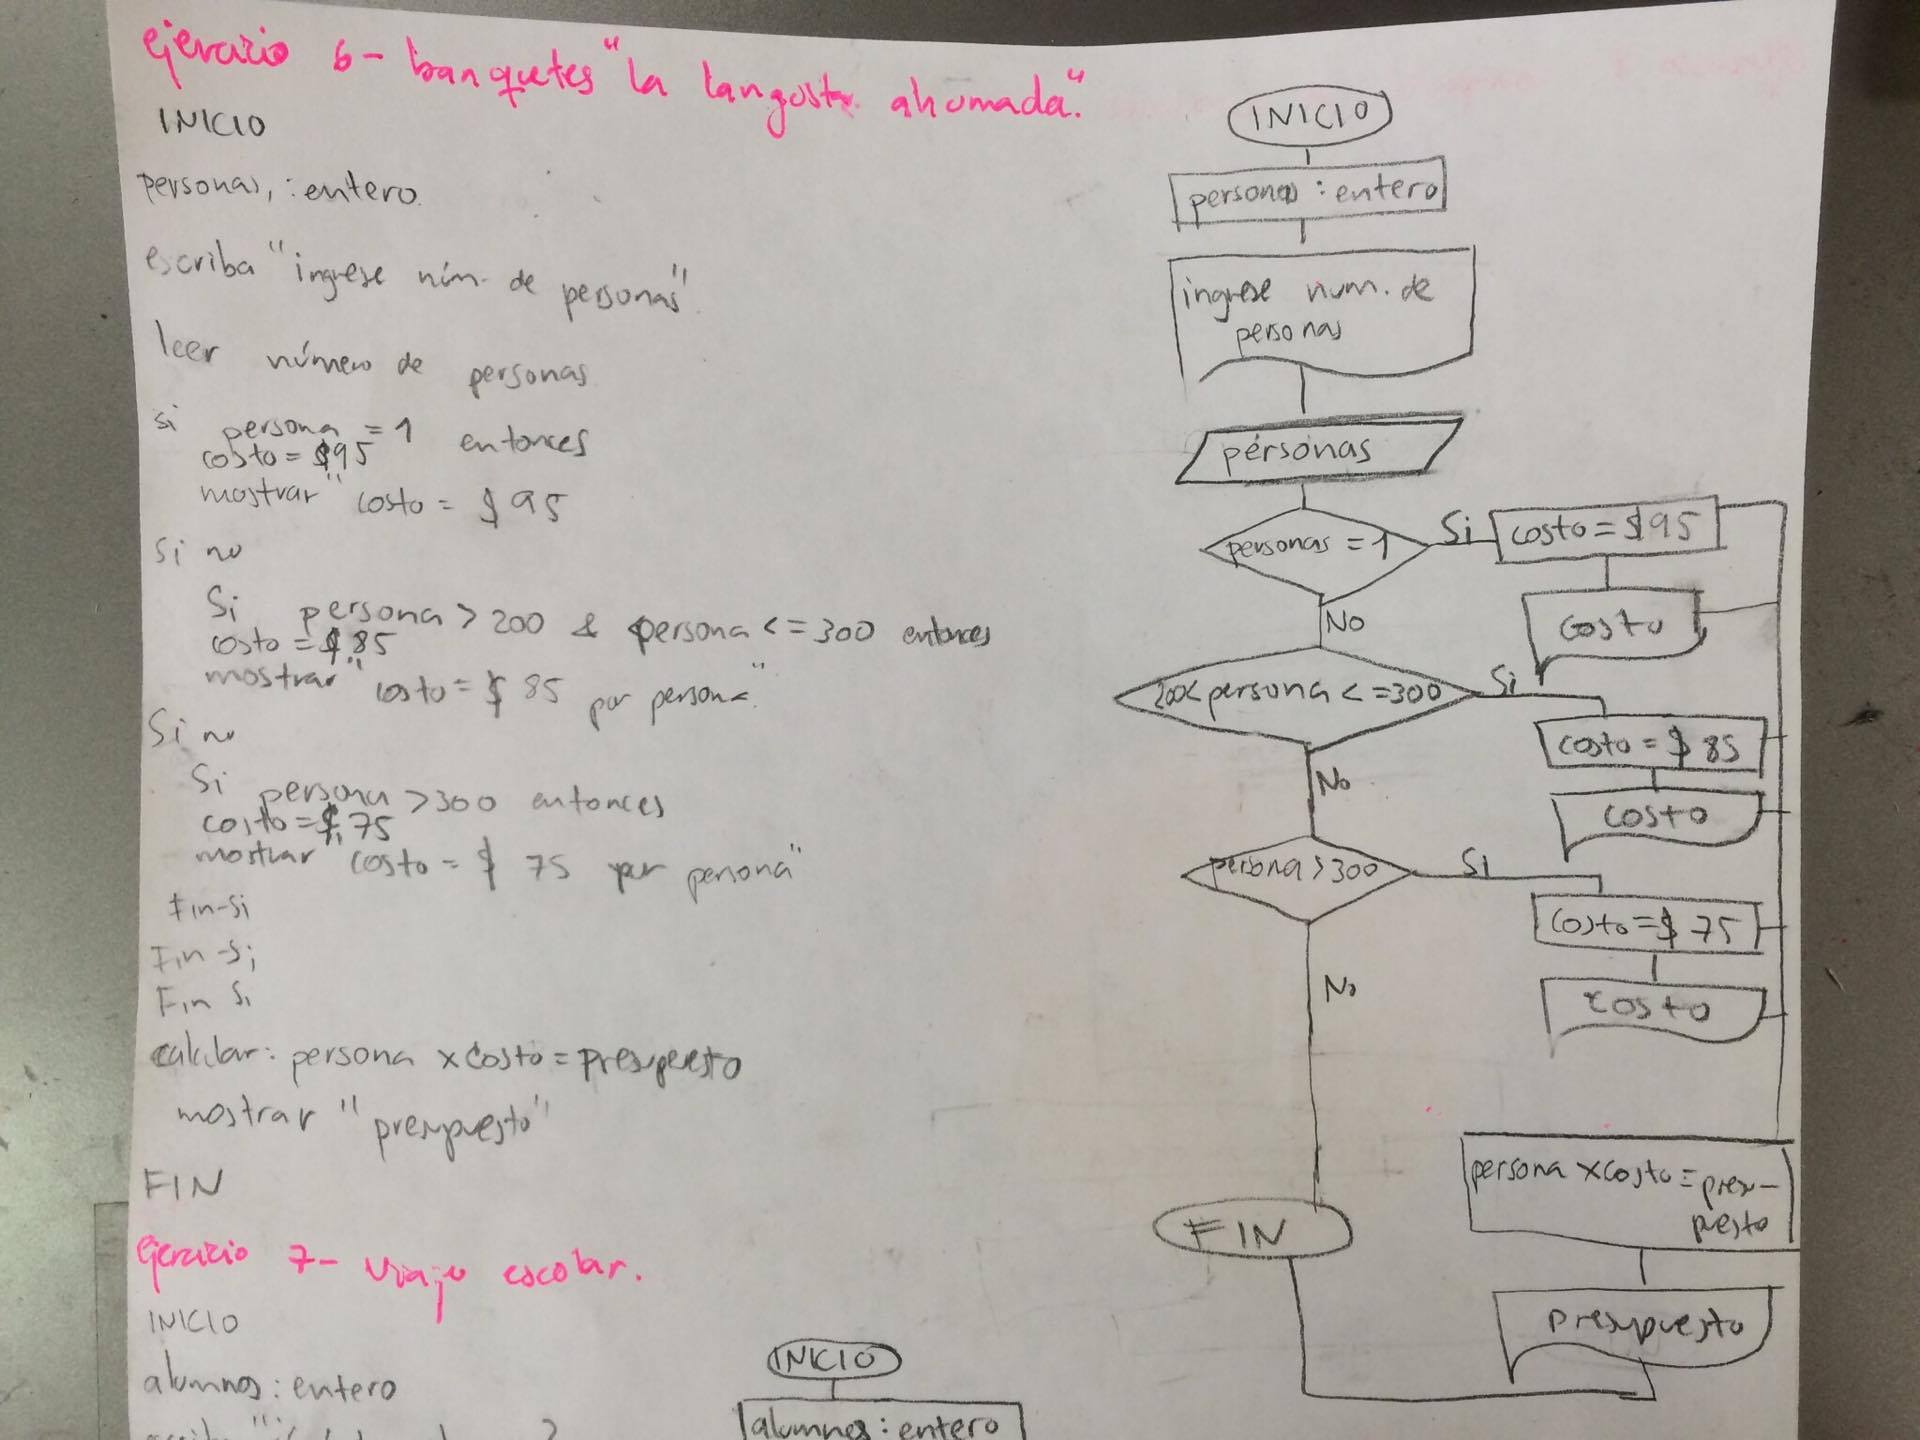 ejercicio 6- banquetes "la langosta ahumada".
INICIO
personas, : entero.
escriba "ingrese núm. de personas"
leer número de personas
si persona = 1 entonces
costo = $95
mostrar "costo = $95
Si no
Si persona > 200 & persona <= 300 entonces
costo = $85
mostrar "costo = $ 85 por persona"
Si no
Si persona > 300 entonces
costo = $75
mostrar "costo = $ 75 por persona"
Fin-Si
Fin-Si
Fin Si
calcular: persona x costo = presupuesto
mostrar "presupuesto"
FIN
INICIO
personas : entero
ingrese num. de
personas
personas
personas = 1
Si
costo = $95
costo
No
200< persona <=300
Si
costo = $ 85
costo
No
persona > 300
Si
costo = $ 75
costo
No
persona x costo = presu-
puesto
presupuesto
FIN
Ejercicio 7- Viaje escolar.
INICIO
alumnos : entero
INICIO
alumnos : entero